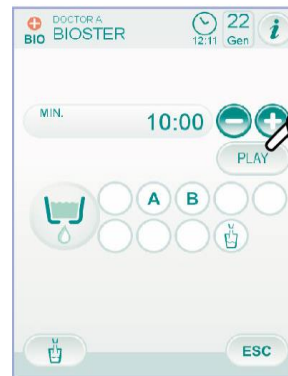 DOCTOR A
BIO BIOSTER
12:11
22
Gen
i
MIN. 10:00
PLAY
A B
ESC